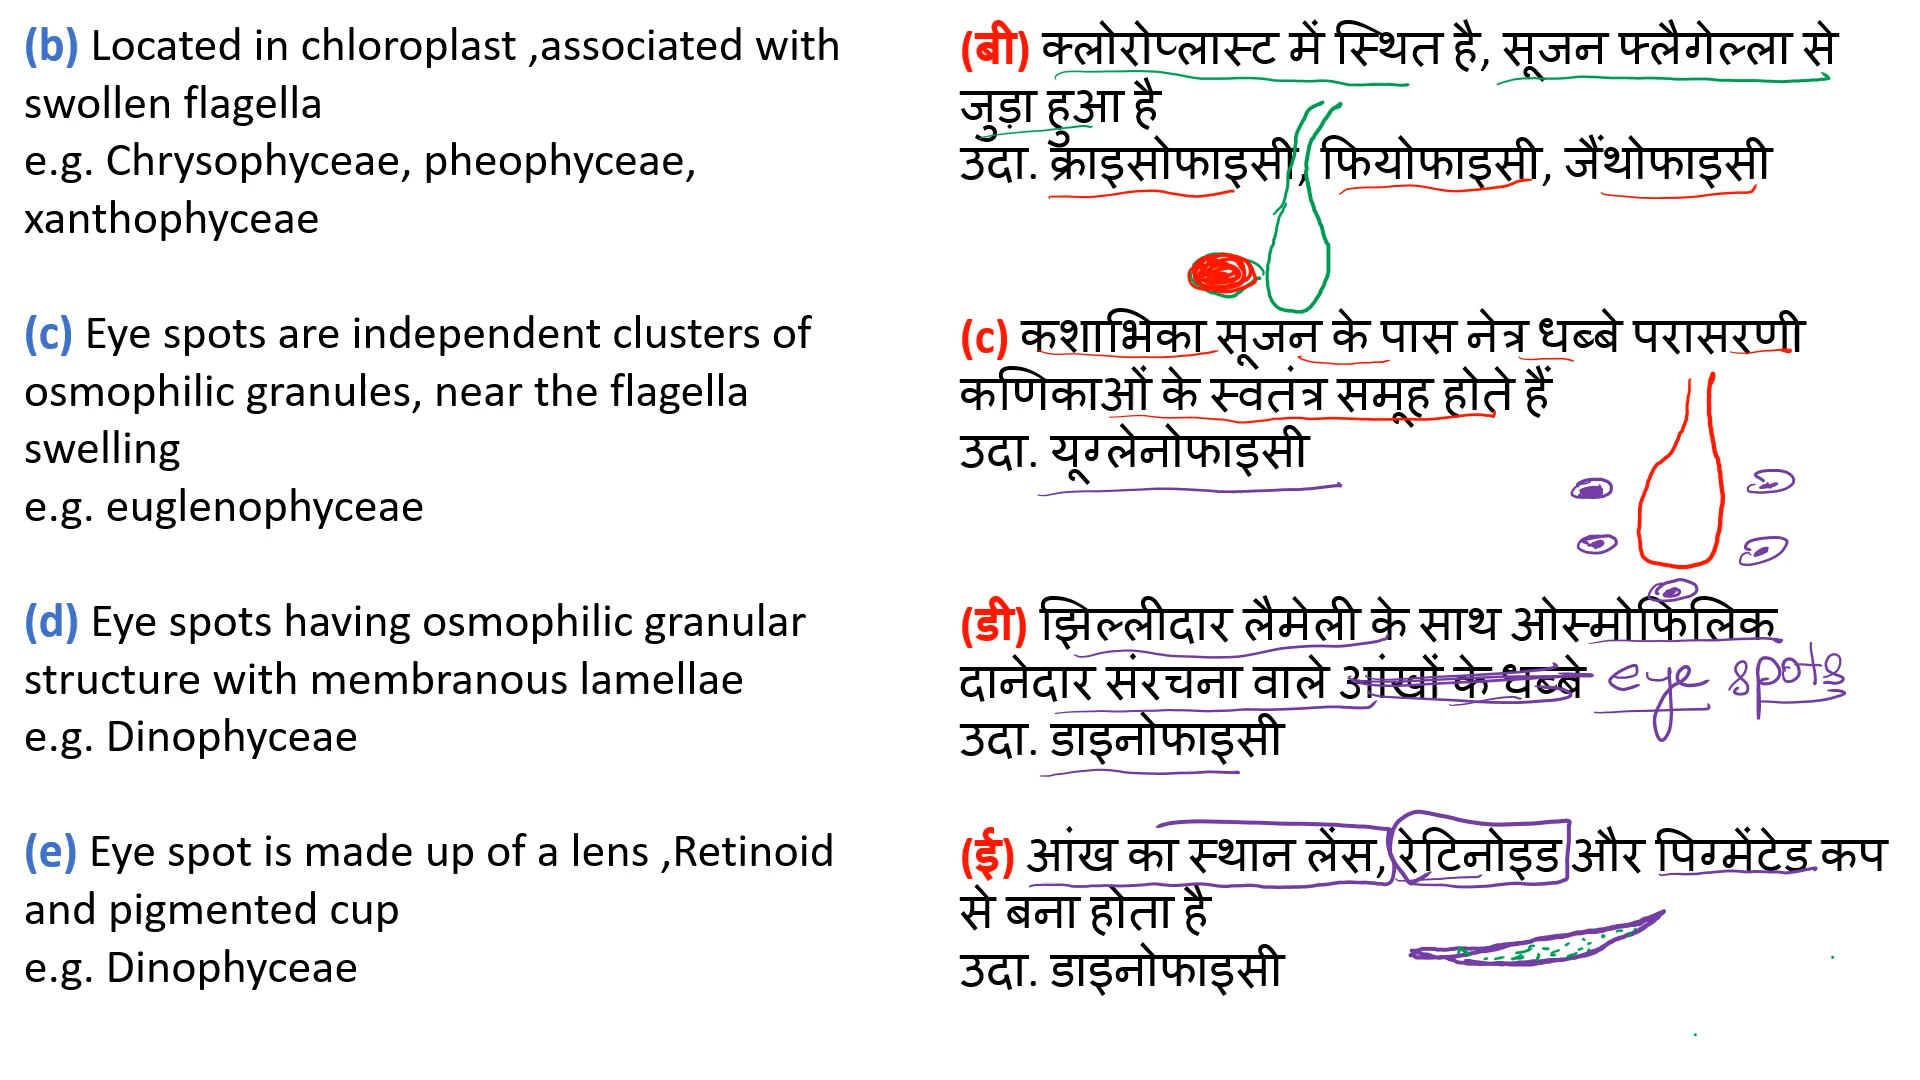 (b) Located in chloroplast ,associated with
swollen flagella
e.g. Chrysophyceae, pheophyceae,
xanthophyceae
(c) Eye spots are independent clusters of
osmophilic granules, near the flagella
swelling
e.g. euglenophyceae
(d) Eye spots having osmophilic granular
structure with membranous lamellae
e.g. Dinophyceae
(e) Eye spot is made up of a lens ,Retinoid
and pigmented cup
e.g. Dinophyceae
(बी) क्लोरोप्लास्ट में स्थित है, सूजन फ्लैगेल्ला से
जुड़ा हुआ है
उदा. क्राइसोफाइसी, फियोफाइसी, जैंथोफाइसी
(c) कशाभिका सूजन के पास नेत्र धब्बे परासरणी
कणिकाओं के स्वतंत्र समूह होते हैं
उदा. यूग्लेनोफाइसी
(डी) झिल्लीदार लैमेली के साथ ओस्मोफिलिक
दानेदार संरचना वाले आंखों के धब्बे eye spots
उदा. डाइनोफाइसी
(ई) आंख का स्थान लेंस, रेटिनोइड और पिग्मेंटेड कप
से बना होता है
उदा. डाइनोफाइसी